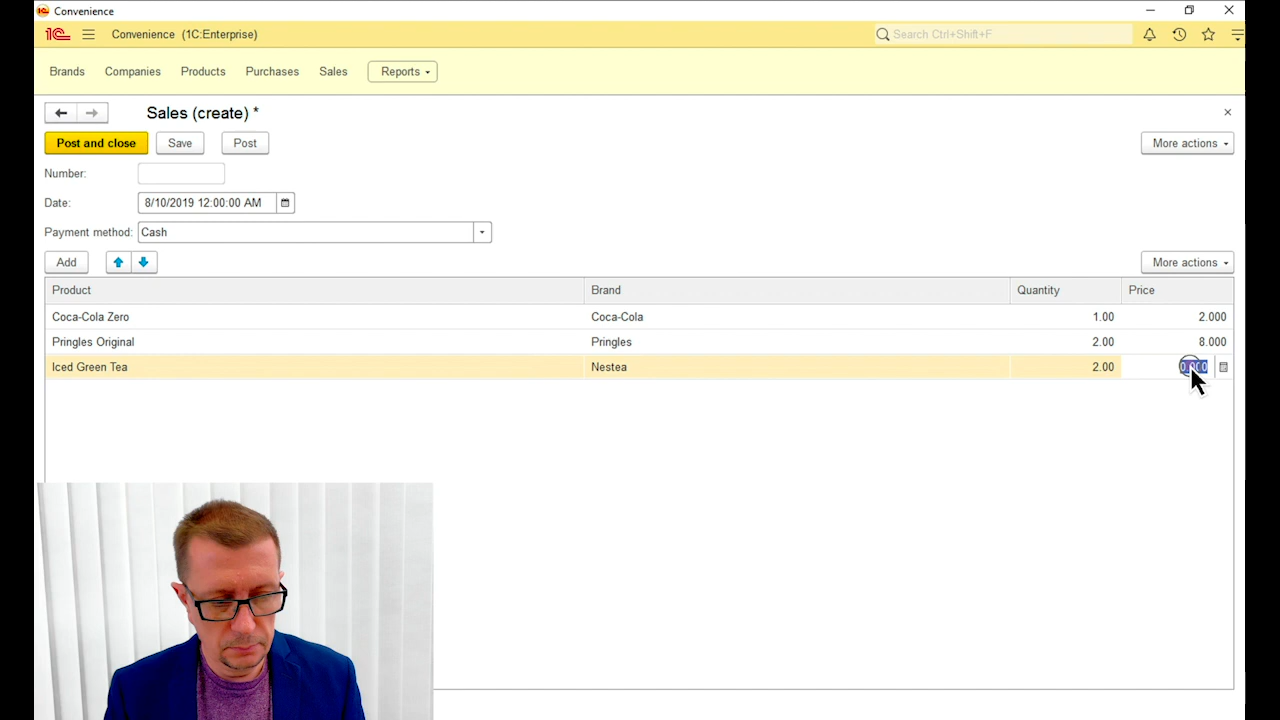 Convenience
1C Convenience (1C:Enterprise) Search Ctrl+Shift+F
Brands Companies Products Purchases Sales Reports
Sales (create) *
Post and close Save Post More actions
Number:
Date: 8/10/2019 12:00:00 AM
Payment method: Cash
Add More actions
Product Brand Quantity Price
Coca-Cola Zero Coca-Cola 1.00 2.000
Pringles Original Pringles 2.00 8.000
Iced Green Tea Nestea 2.00 0.000